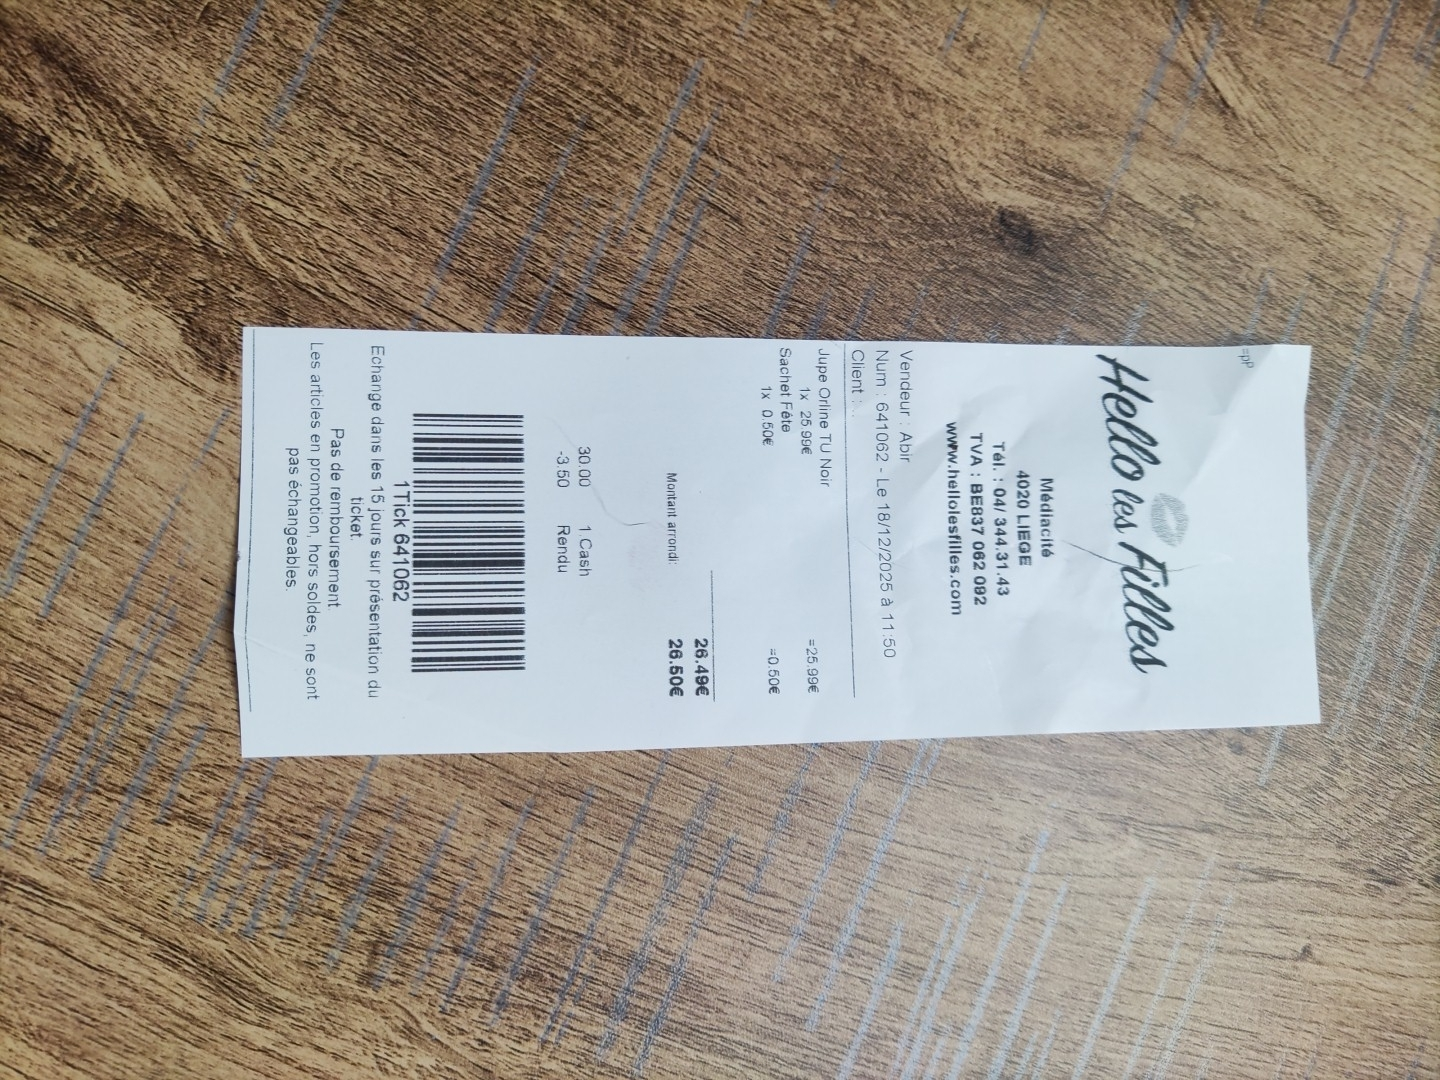 Hello les Filles
Médiacité
4020 LIEGE
Tél. : 04/ 344.31.43
TVA : BE837 062 092
www.hellolesfilles.com
Vendeur : Abir
Num : 641062 - Le 18/12/2025 à 11:50
Client :
Jupe Orline TU Noir
1x 25.99€ =25.99€
Sachet Fête
1x 0.50€ =0.50€
26.49€
Montant arrondi: 26.50€
30.00 1.Cash
-3.50 Rendu
1Tick 641062
Echange dans les 15 jours sur présentation du
ticket.
Pas de remboursement.
Les articles en promotion, hors soldes, ne sont
pas échangeables.